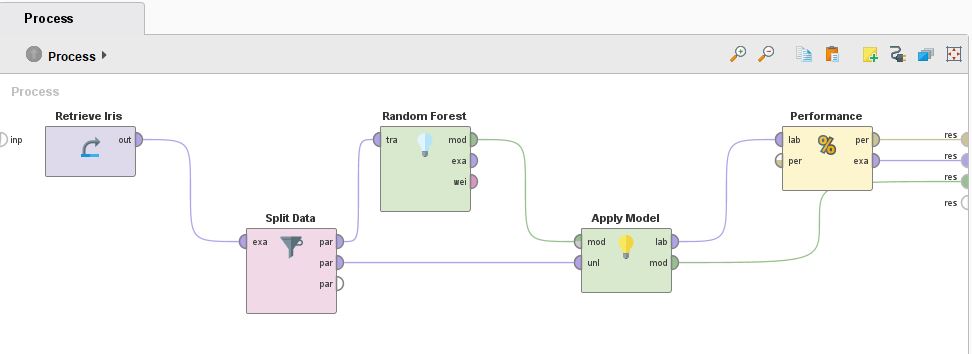 Process
Process
Process
Retrieve Iris
Random Forest
Performance
inp
out
tra
mod
lab
per
res
exa
per
exa
res
wei
res
Split Data
Apply Model
res
exa
par
mod
lab
par
unl
mod
par